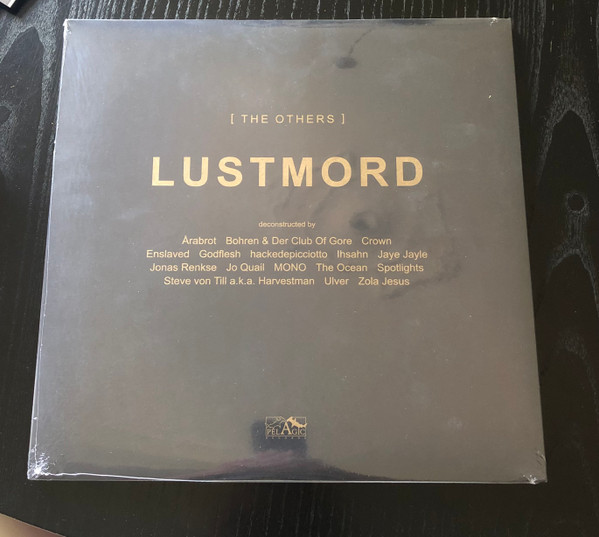 [ THE OTHERS ]
LUSTMORD
deconstructed by
Årabrot Bohren & Der Club Of Gore Crown
Enslaved Godflesh hackedepicciotto Ihsahn Jaye Jayle
Jonas Renkse Jo Quail MONO The Ocean Spotlights
Steve von Till a.k.a. Harvestman Ulver Zola Jesus
PELAGIC